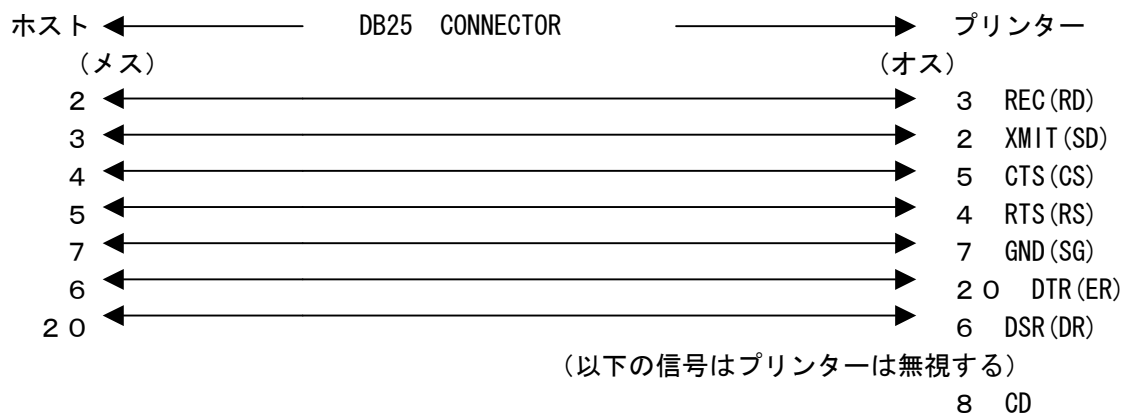 ホスト DB25 CONNECTOR プリンター
(メス) (オス)
2 3 REC(RD)
3 2 XMIT(SD)
4 5 CTS(CS)
5 4 RTS(RS)
7 7 GND(SG)
6 20 DTR(ER)
20 6 DSR(DR)
(以下の信号はプリンターは無視する)
8 CD